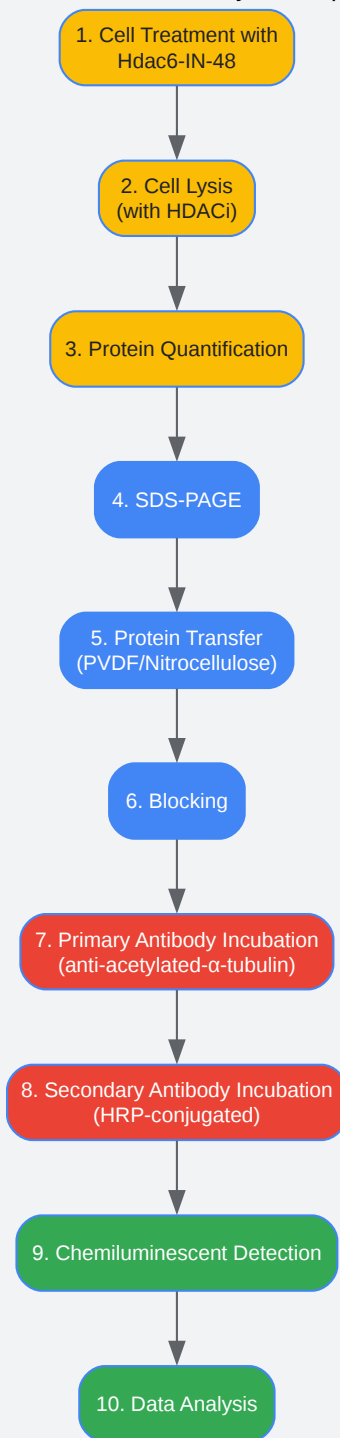 1. Cell Treatment with
Hdac6-IN-48
2. Cell Lysis
(with HDACi)
3. Protein Quantification
4. SDS-PAGE
5. Protein Transfer
(PVDF/Nitrocellulose)
6. Blocking
7. Primary Antibody Incubation
(anti-acetylated-α-tubulin)
8. Secondary Antibody Incubation
(HRP-conjugated)
9. Chemiluminescent Detection
10. Data Analysis